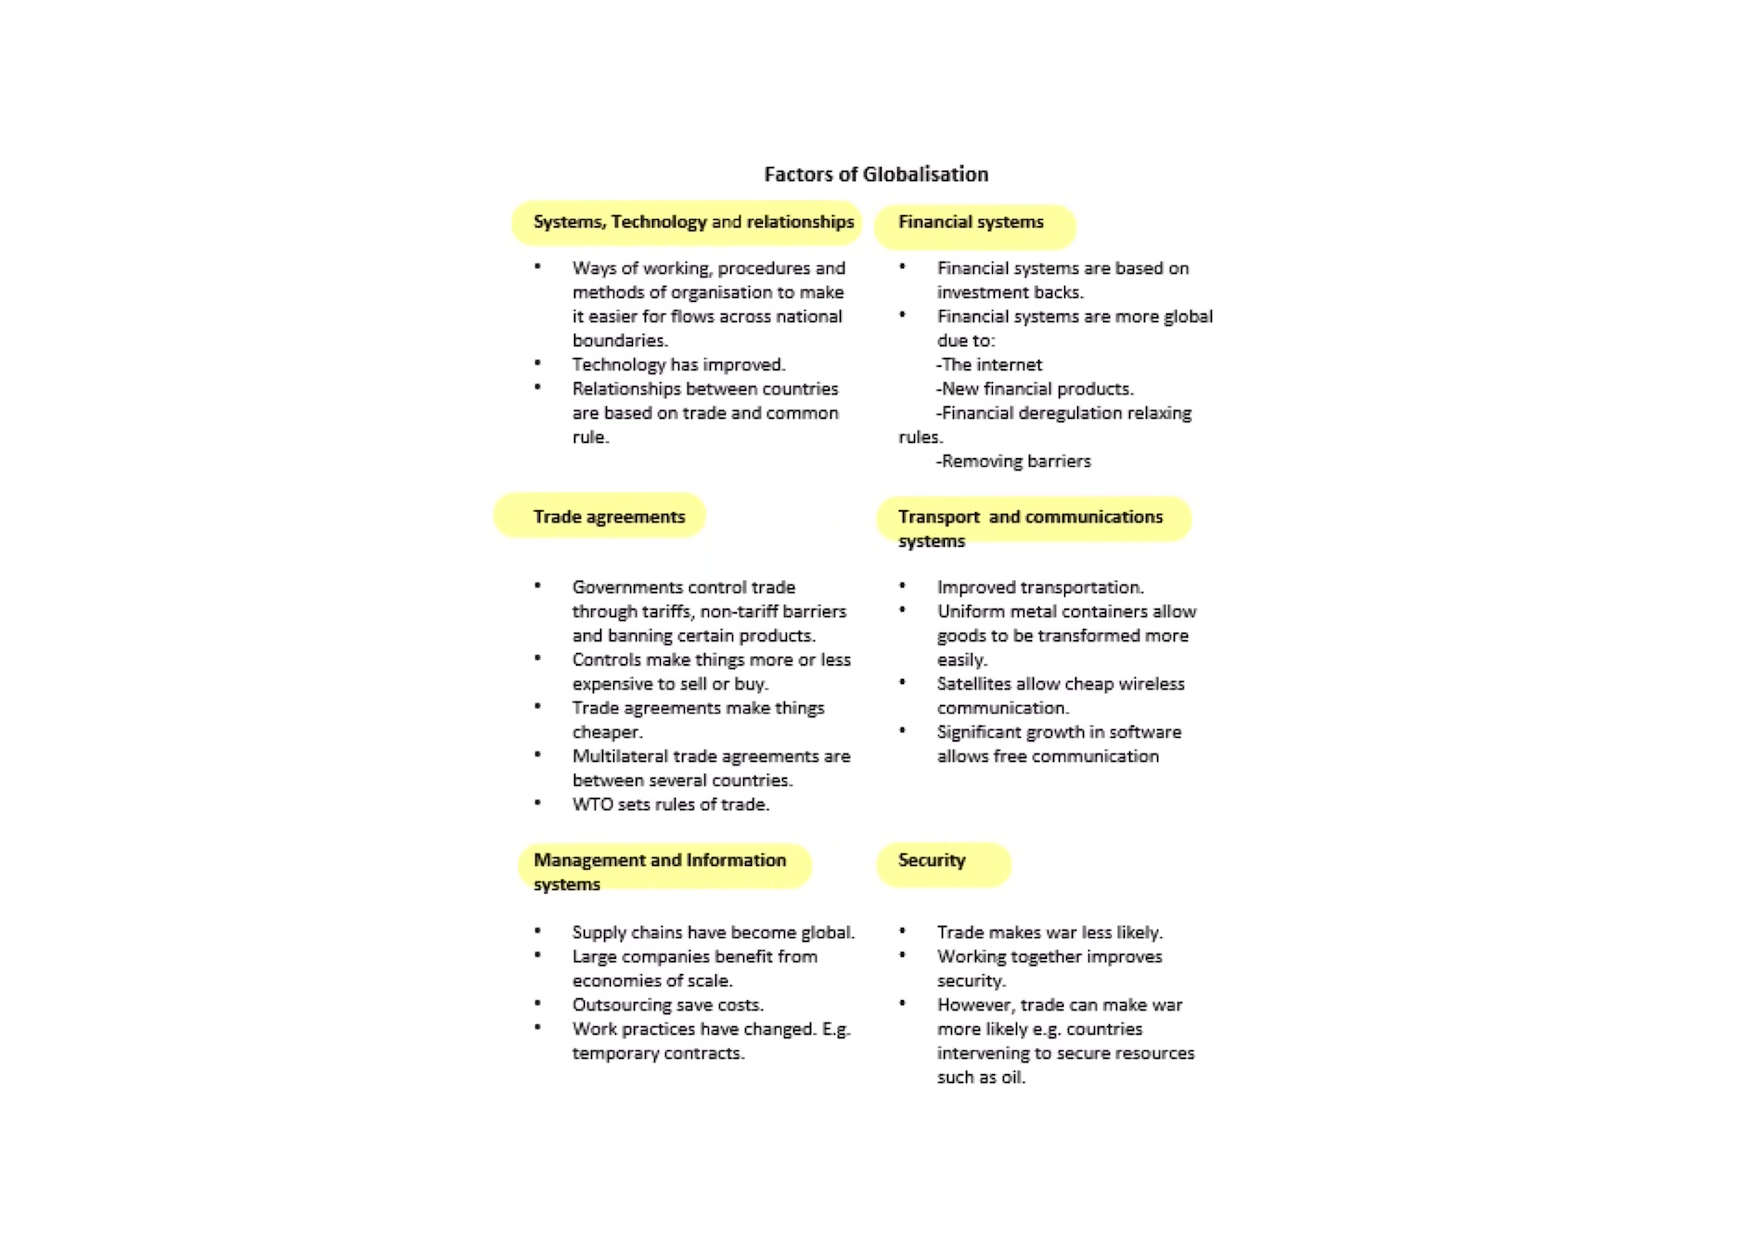 Factors of Globalisation
Systems, Technology and relationships
• Ways of working, procedures and
methods of organisation to make
it easier for flows across national
boundaries.
• Technology has improved.
• Relationships between countries
are based on trade and common
rule.
Financial systems
• Financial systems are based on
investment backs.
• Financial systems are more global
due to:
-The internet
-New financial products.
-Financial deregulation relaxing
rules.
-Removing barriers
Trade agreements
• Governments control trade
through tariffs, non-tariff barriers
and banning certain products.
• Controls make things more or less
expensive to sell or buy.
• Trade agreements make things
cheaper.
• Multilateral trade agreements are
between several countries.
• WTO sets rules of trade.
Transport and communications
systems
• Improved transportation.
• Uniform metal containers allow
goods to be transformed more
easily.
• Satellites allow cheap wireless
communication.
• Significant growth in software
allows free communication
Management and Information
systems
• Supply chains have become global.
• Large companies benefit from
economies of scale.
• Outsourcing save costs.
• Work practices have changed. E.g.
temporary contracts.
Security
• Trade makes war less likely.
• Working together improves
security.
• However, trade can make war
more likely e.g. countries
intervening to secure resources
such as oil.